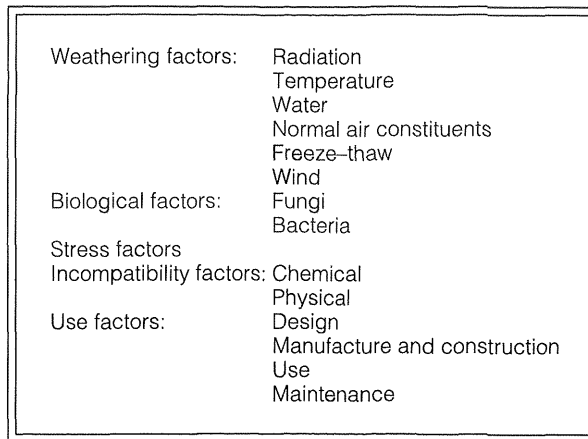 Weathering factors: Radiation
Temperature
Water
Normal air constituents
Freeze–thaw
Wind
Biological factors: Fungi
Bacteria
Stress factors
Incompatibility factors: Chemical
Physical
Use factors: Design
Manufacture and construction
Use
Maintenance